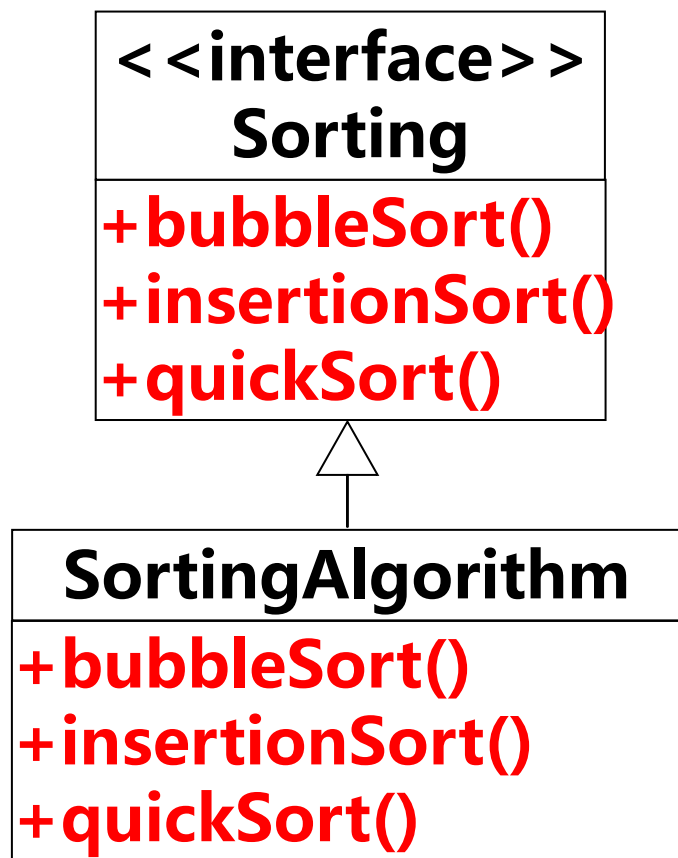 <<interface>>
Sorting
+bubbleSort()
+insertionSort()
+quickSort()
SortingAlgorithm
+bubbleSort()
+insertionSort()
+quickSort()